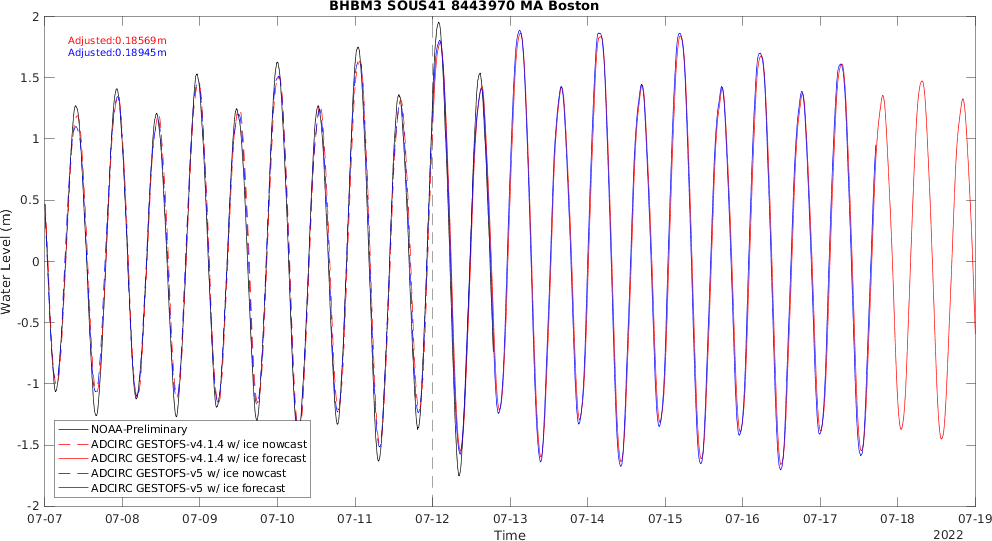 BHBM3 SOUS41 8443970 MA Boston
Adjusted:0.18569m
Adjusted:0.18945m
2
1.5
1
0.5
0
-0.5
-1
-1.5
-2
Water Level (m)
NOAA-Preliminary
ADCIRC GESTOFS-v4.1.4 w/ ice nowcast
ADCIRC GESTOFS-v4.1.4 w/ ice forecast
ADCIRC GESTOFS-v5 w/ ice nowcast
ADCIRC GESTOFS-v5 w/ ice forecast
07-07 07-08 07-09 07-10 07-11 07-12 07-13 07-14 07-15 07-16 07-17 07-18 07-19
Time
2022